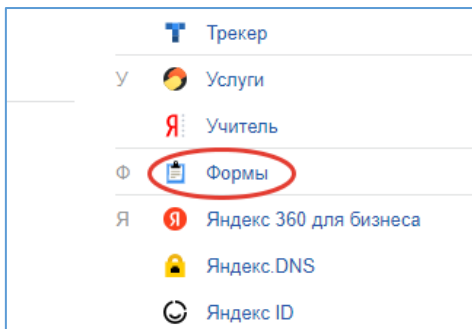 Трекер
У Услуги
Учитель
Ф Формы
Я Яндекс 360 для бизнеса
Яндекс.DNS
Яндекс ID